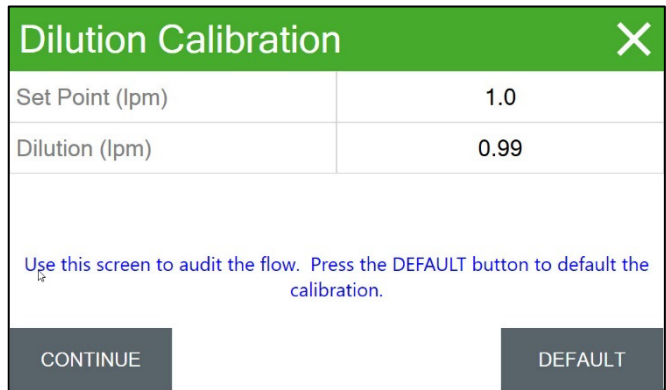 Dilution Calibration
Set Point (lpm) 1.0
Dilution (lpm) 0.99
Use this screen to audit the flow.  Press the DEFAULT button to default the
calibration.
CONTINUE DEFAULT